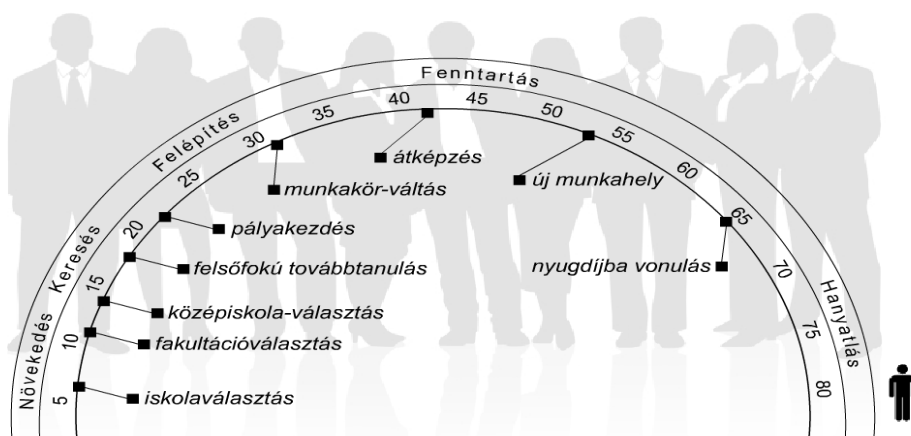 Növekedés
Keresés
Felépítés
Fenntartás
Hanyatlás
5
10
15
20
25
30
35
40
45
50
55
60
65
70
75
80
átképzés
munkakör-váltás
új munkahely
pályakezdés
felsőfokú továbbtanulás
nyugdíjba vonulás
középiskola-választás
fakultációválasztás
iskolaválasztás